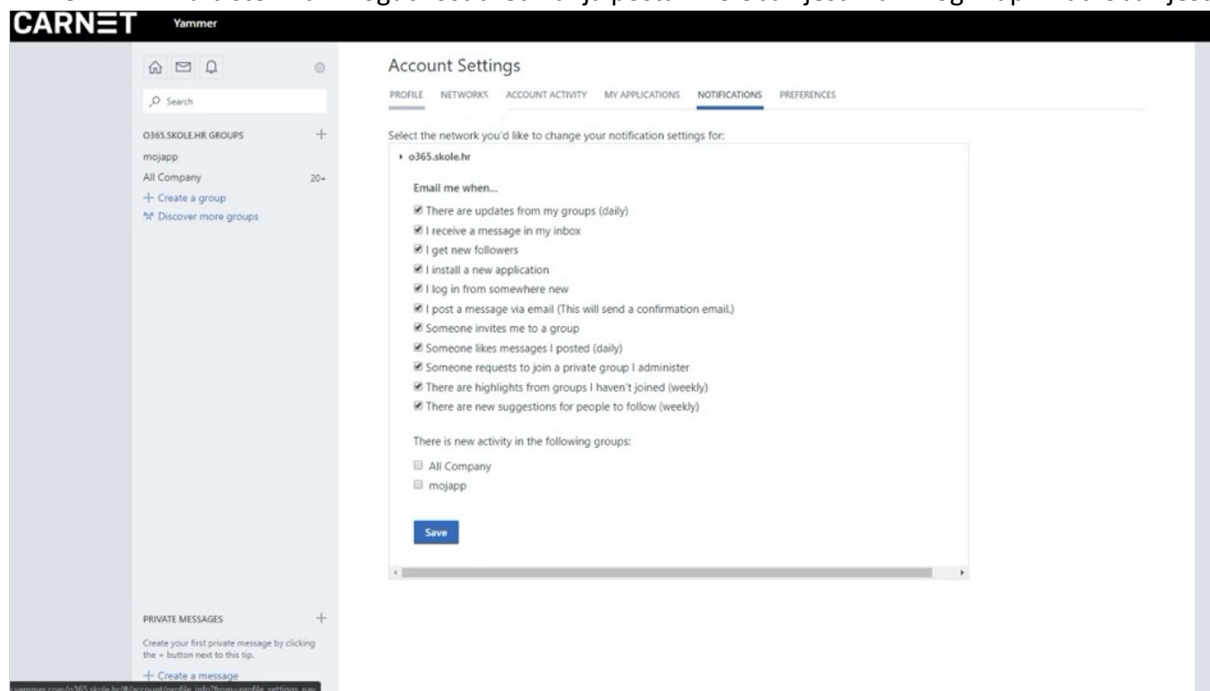 CARNET
Yammer
Search
O365.SKOLE.HR GROUPS
mojapp
All Company 20+
Create a group
Discover more groups
PRIVATE MESSAGES
Create your first private message by clicking
the + button next to this tip.
Create a message
Account Settings
PROFILE NETWORKS ACCOUNT ACTIVITY MY APPLICATIONS NOTIFICATIONS PREFERENCES
Select the network you'd like to change your notification settings for:
o365.skole.hr
Email me when...
There are updates from my groups (daily)
I receive a message in my inbox
I get new followers
I install a new application
I log in from somewhere new
I post a message via email (This will send a confirmation email.)
Someone invites me to a group
Someone likes messages I posted (daily)
Someone requests to join a private group I administer
There are highlights from groups I haven't joined (weekly)
There are new suggestions for people to follow (weekly)
There is new activity in the following groups:
All Company
mojapp
Save